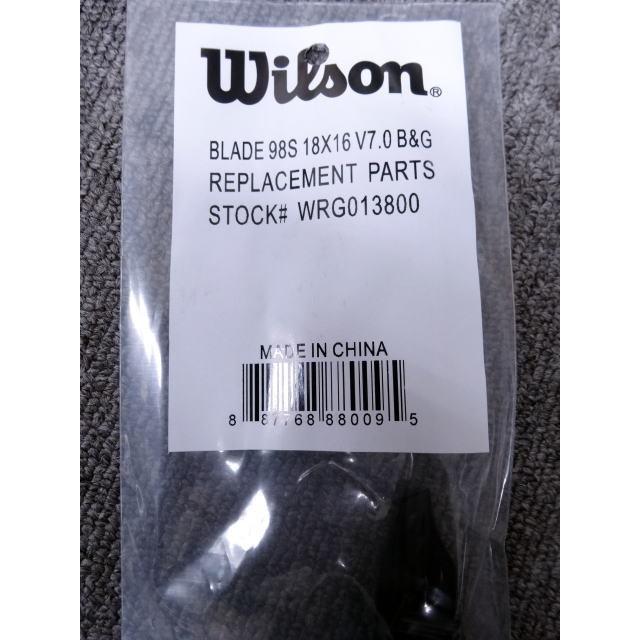 Wilson®
BLADE 98S 18X16 V7.0 B&G
REPLACEMENT PARTS
STOCK# WRG013800
MADE IN CHINA
8 87768 88009 5